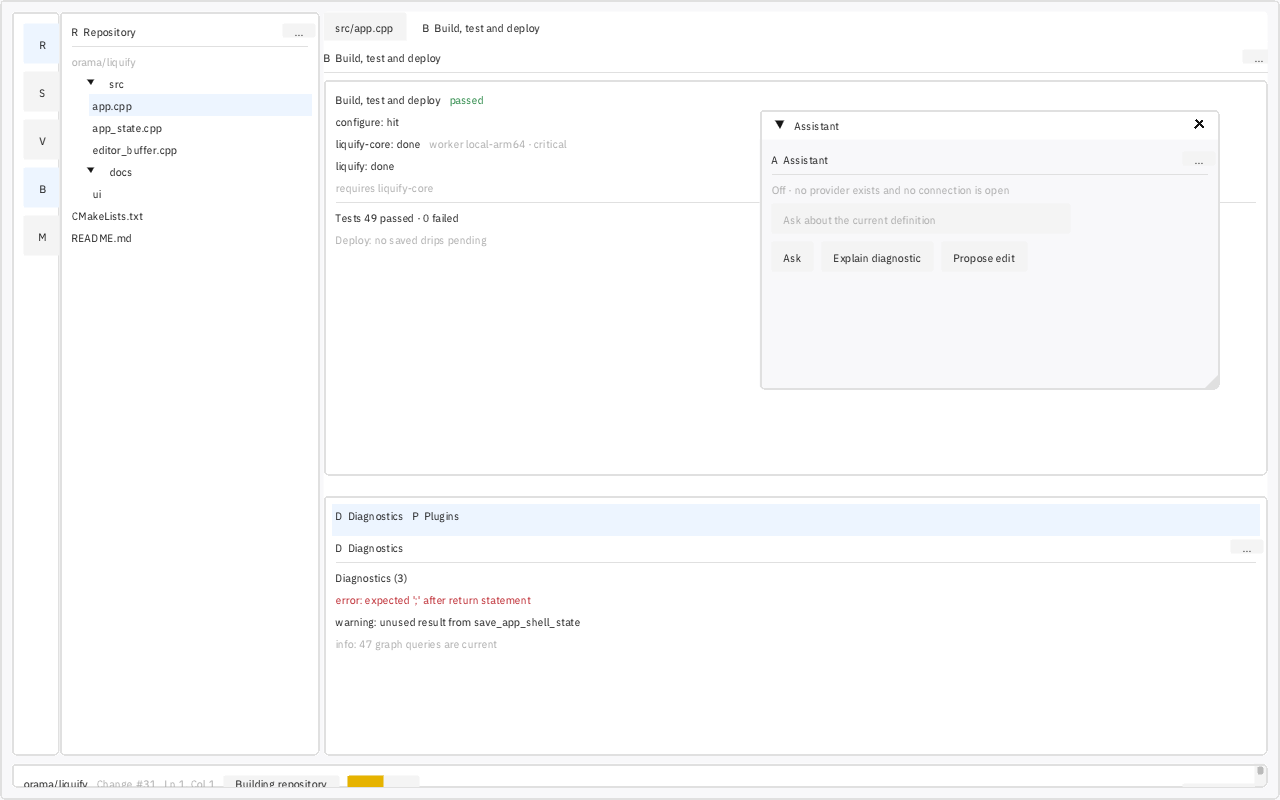 R
S
V
B
M
R Repository
...
orama/liquify
src
app.cpp
app_state.cpp
editor_buffer.cpp
docs
ui
CMakeLists.txt
README.md
src/app.cpp B Build, test and deploy
B Build, test and deploy
...
Build, test and deploy passed
configure: hit
liquify-core: done worker local-arm64 · critical
liquify: done
requires liquify-core
Tests 49 passed · 0 failed
Deploy: no saved drips pending
Assistant
A Assistant
...
Off · no provider exists and no connection is open
Ask about the current definition
Ask Explain diagnostic Propose edit
D Diagnostics P Plugins
D Diagnostics
...
Diagnostics (3)
error: expected ';' after return statement
warning: unused result from save_app_shell_state
info: 47 graph queries are current
orama/liquify Change #31 Ln 1, Col 1 Building repository